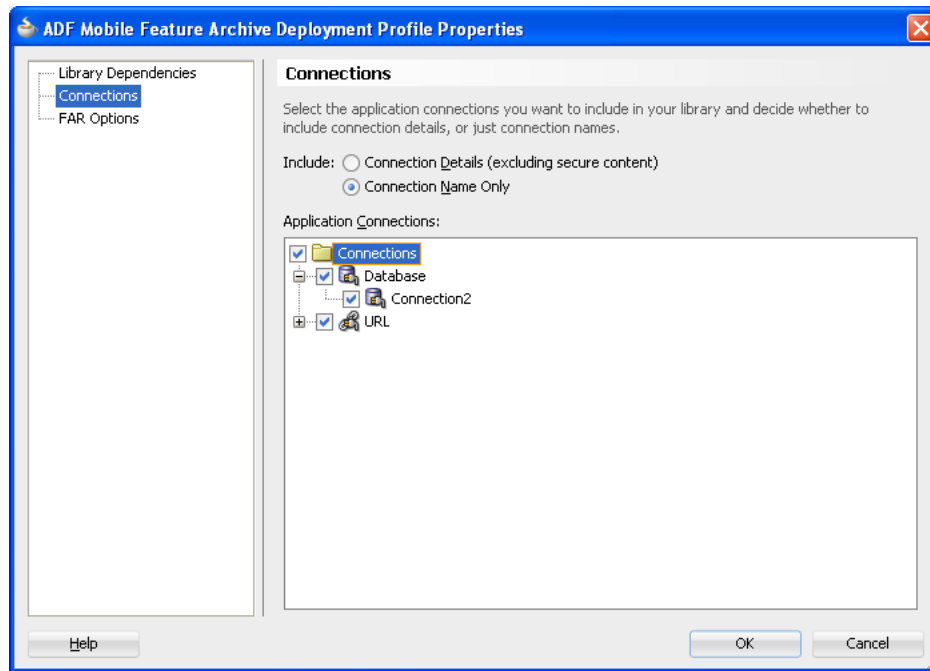 ADF Mobile Feature Archive Deployment Profile Properties
Library Dependencies
Connections
FAR Options
Connections
Select the application connections you want to include in your library and decide whether to
include connection details, or just connection names.
Include: Connection Details (excluding secure content)
Connection Name Only
Application Connections:
Connections
Database
Connection2
URL
Help
OK
Cancel